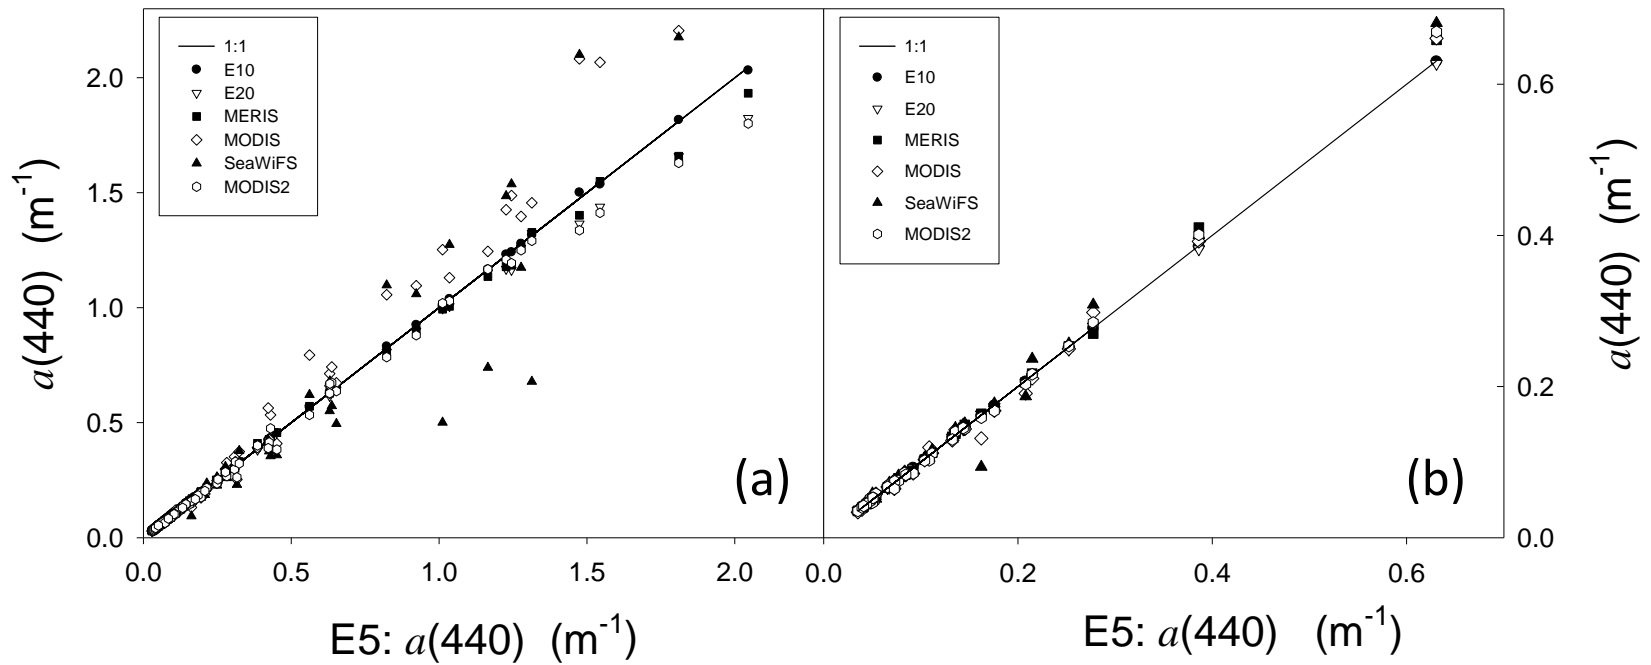 1:1
E10
E20
MERIS
MODIS
SeaWiFS
MODIS2
2.0
1.5
1.0
0.5
0.0
a(440) (m⁻¹)
(a)
0.0 0.5 1.0 1.5 2.0
E5: a(440) (m⁻¹)
1:1
E10
E20
MERIS
MODIS
SeaWiFS
MODIS2
0.6
0.4
0.2
0.0
a(440) (m⁻¹)
(b)
0.0 0.2 0.4 0.6
E5: a(440) (m⁻¹)